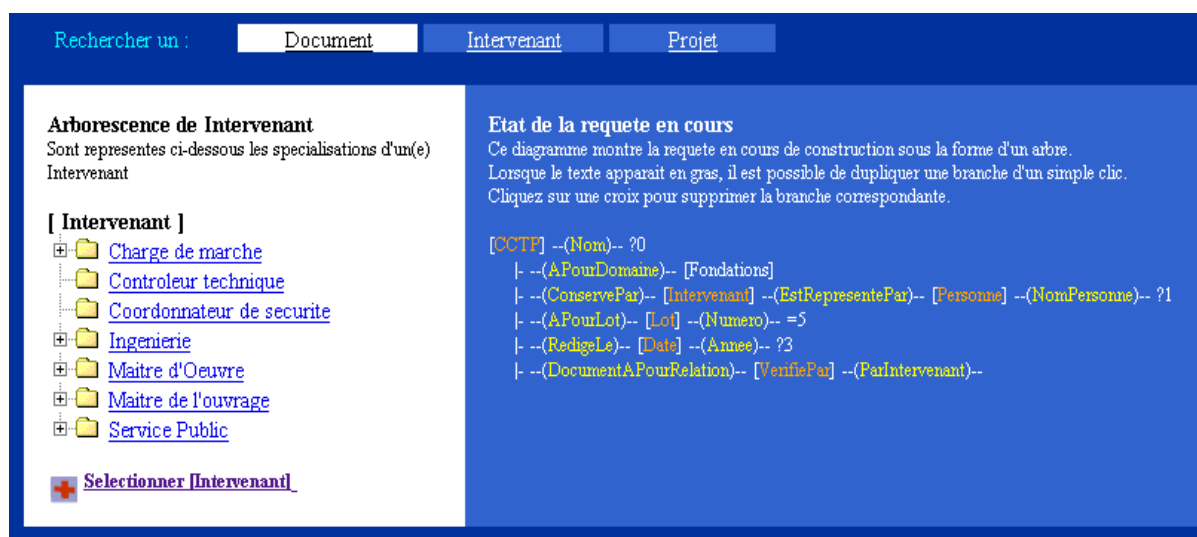 Rechercher un : Document Intervenant Projet
Arborescence de Intervenant
Sont representes ci-dessous les specialisations d'un(e)
Intervenant
[ Intervenant ]
Charge de marche
Controleur technique
Coordonnateur de securite
Ingenierie
Maitre d'Oeuvre
Maitre de l'ouvrage
Service Public
Selectionner [Intervenant]
Etat de la requete en cours
Ce diagramme montre la requete en cours de construction sous la forme d'un arbre.
Lorsque le texte apparait en gras, il est possible de dupliquer une branche d'un simple clic.
Cliquez sur une croix pour supprimer la branche correspondante.
[CCTP] --(Nom)-- ?0
|- --(APourDomaine)-- [Fondations]
|- --(ConservePar)-- [Intervenant] --(EstRepresentePar)-- [Personne] --(NomPersonne)-- ?1
|- --(APourLot)-- [Lot] --(Numero)-- =5
|- --(RedigeLe)-- [Date] --(Annee)-- ?3
|- --(DocumentAPourRelation)-- [VerifiePar] --(ParIntervenant)--